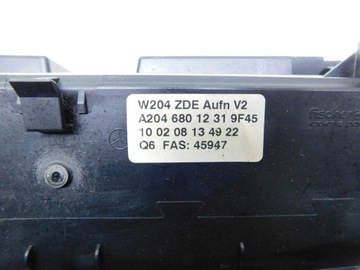 W204 ZDE Aufn V2
A204 680 12 31 9F45
10 02 08 13 49 22
Q6 FAS: 45947